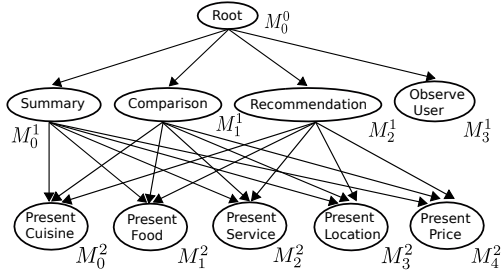 Root
M_0^0
Summary
Comparison
Recommendation
Observe
User
M_0^1
M_1^1
M_2^1
M_3^1
Present
Cuisine
Present
Food
Present
Service
Present
Location
Present
Price
M_0^2
M_1^2
M_2^2
M_3^2
M_4^2